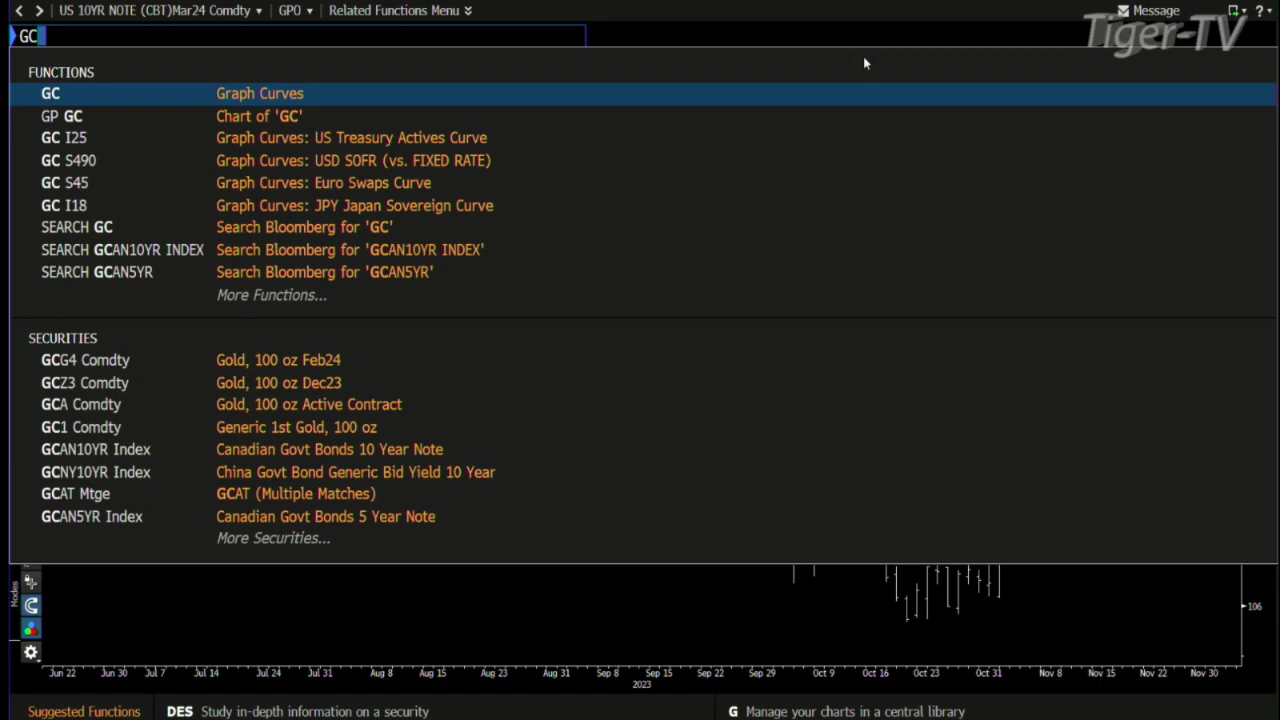 US 10YR NOTE (CBT)Mar24 Comdty GPO Related Functions Menu Message ?
Tiger-TV
GC
FUNCTIONS
GC Graph Curves
GP GC Chart of 'GC'
GC I25 Graph Curves: US Treasury Actives Curve
GC S490 Graph Curves: USD SOFR (vs. FIXED RATE)
GC S45 Graph Curves: Euro Swaps Curve
GC I18 Graph Curves: JPY Japan Sovereign Curve
SEARCH GC Search Bloomberg for 'GC'
SEARCH GCAN10YR INDEX Search Bloomberg for 'GCAN10YR INDEX'
SEARCH GCAN5YR Search Bloomberg for 'GCAN5YR'
More Functions...
SECURITIES
GCG4 Comdty Gold, 100 oz Feb24
GCZ3 Comdty Gold, 100 oz Dec23
GCA Comdty Gold, 100 oz Active Contract
GC1 Comdty Generic 1st Gold, 100 oz
GCAN10YR Index Canadian Govt Bonds 10 Year Note
GCNY10YR Index China Govt Bond Generic Bid Yield 10 Year
GCAT Mtge GCAT (Multiple Matches)
GCAN5YR Index Canadian Govt Bonds 5 Year Note
More Securities...
Modes
106
Jun 22 Jun 30 Jul 7 Jul 14 Jul 24 Jul 31 Aug 8 Aug 15 Aug 23 Aug 31 Sep 8 Sep 15 Sep 22 Sep 29 Oct 9 Oct 16 Oct 23 Oct 31 Nov 8 Nov 15 Nov 22 Nov 30
2023
Suggested Functions DES Study in-depth information on a security G Manage your charts in a central library